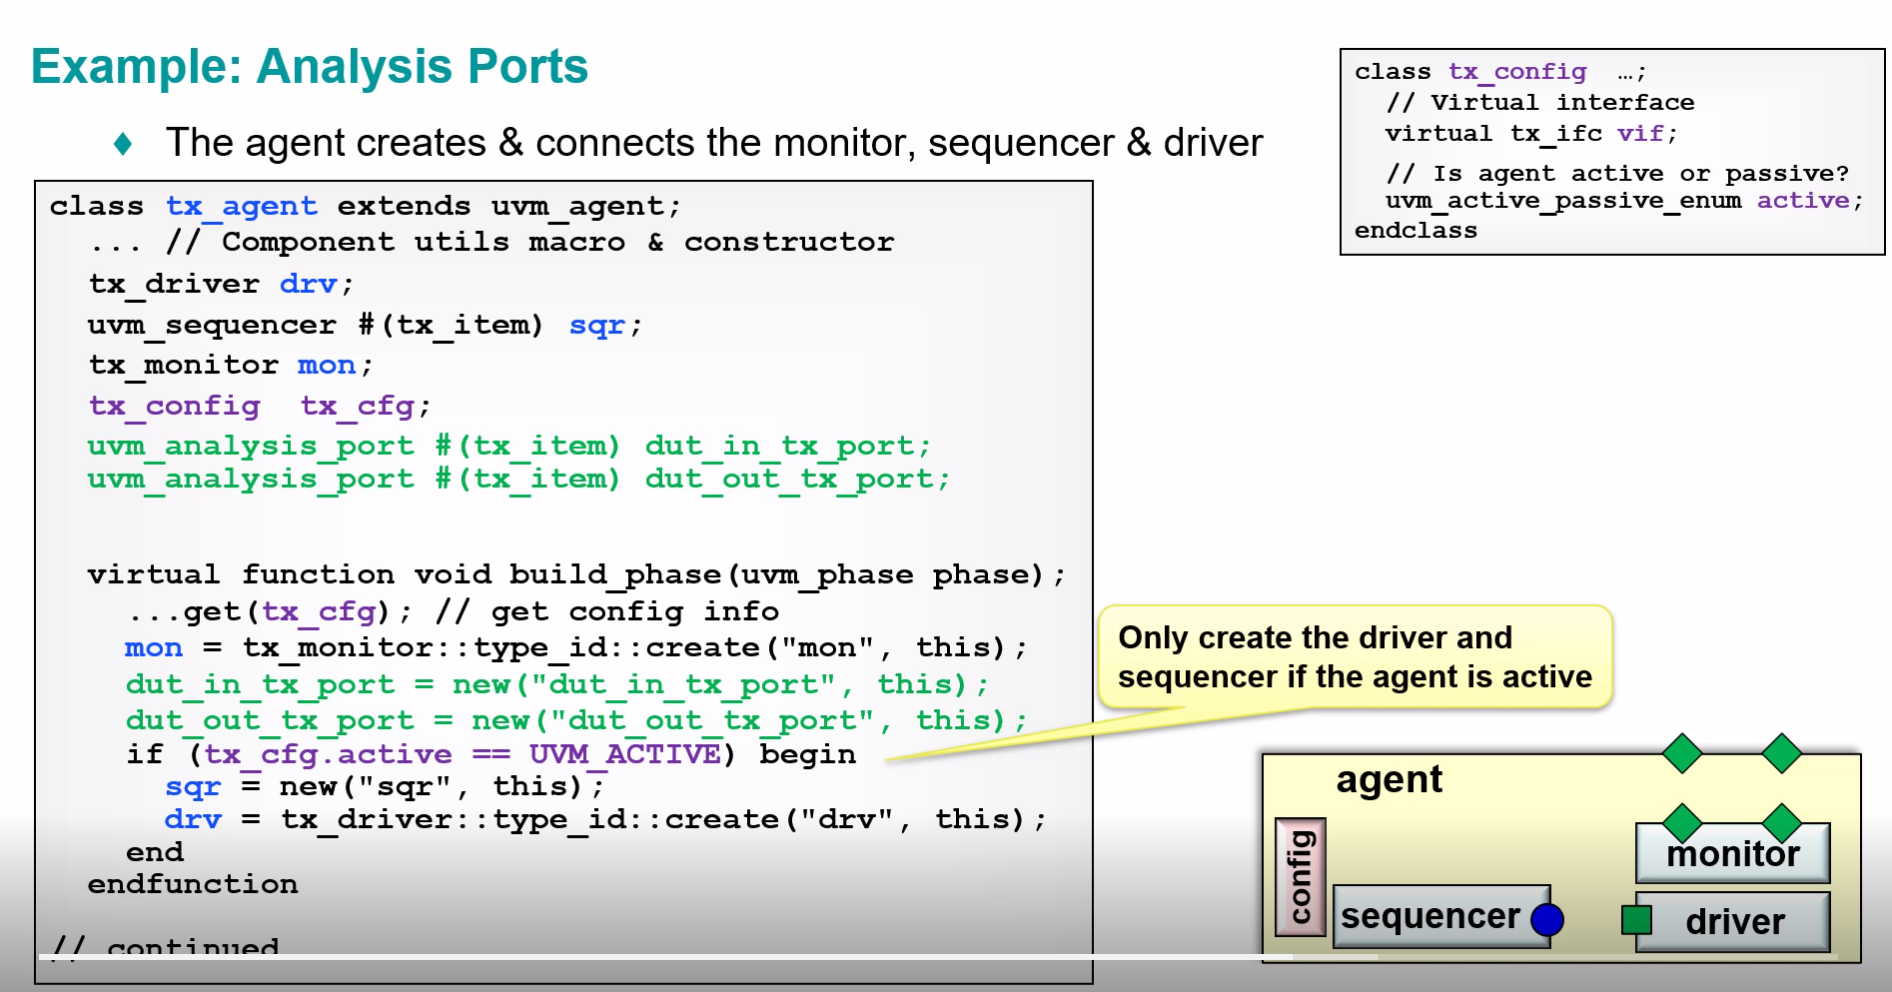 Example: Analysis Ports
♦ The agent creates & connects the monitor, sequencer & driver
class tx_config …;
// Virtual interface
virtual tx_ifc vif;
// Is agent active or passive?
uvm_active_passive_enum active;
endclass
class tx_agent extends uvm_agent;
... // Component utils macro & constructor
tx_driver drv;
uvm_sequencer #(tx_item) sqr;
tx_monitor mon;
tx_config tx_cfg;
uvm_analysis_port #(tx_item) dut_in_tx_port;
uvm_analysis_port #(tx_item) dut_out_tx_port;
virtual function void build_phase(uvm_phase phase);
...get(tx_cfg); // get config info
mon = tx_monitor::type_id::create("mon", this);
dut_in_tx_port = new("dut_in_tx_port", this);
dut_out_tx_port = new("dut_out_tx_port", this);
if (tx_cfg.active == UVM_ACTIVE) begin
sqr = new("sqr", this);
drv = tx_driver::type_id::create("drv", this);
end
endfunction
// continued
Only create the driver and
sequencer if the agent is active
agent
config
monitor
sequencer
driver